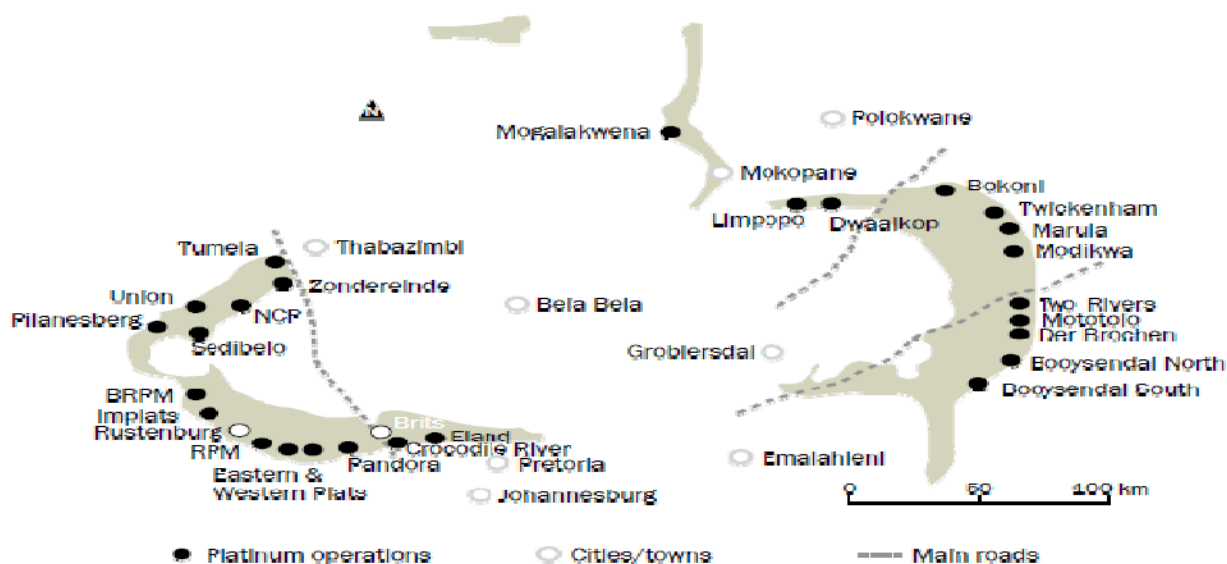 N
Polokwane
Mogalakwena
Mokopane
Bokoni
Limpopo
Dwaalkop
Twickenham
Marula
Modikwa
Tumela
Thabazimbi
Zondereinde
Union
NCP
Bela Bela
Pilanesberg
Sedibelo
Two Rivers
Mototolo
Der Brochen
Groblersdal
Booysendal North
Booysendal South
BRPM
Implats
Rustenburg
Brits
Eland
RPM
Crocodile River
Pandora
Pretoria
Emalahleni
Eastern &
Western Plats
Johannesburg
0 50 100 km
Platinum operations
Cities/towns
Main roads